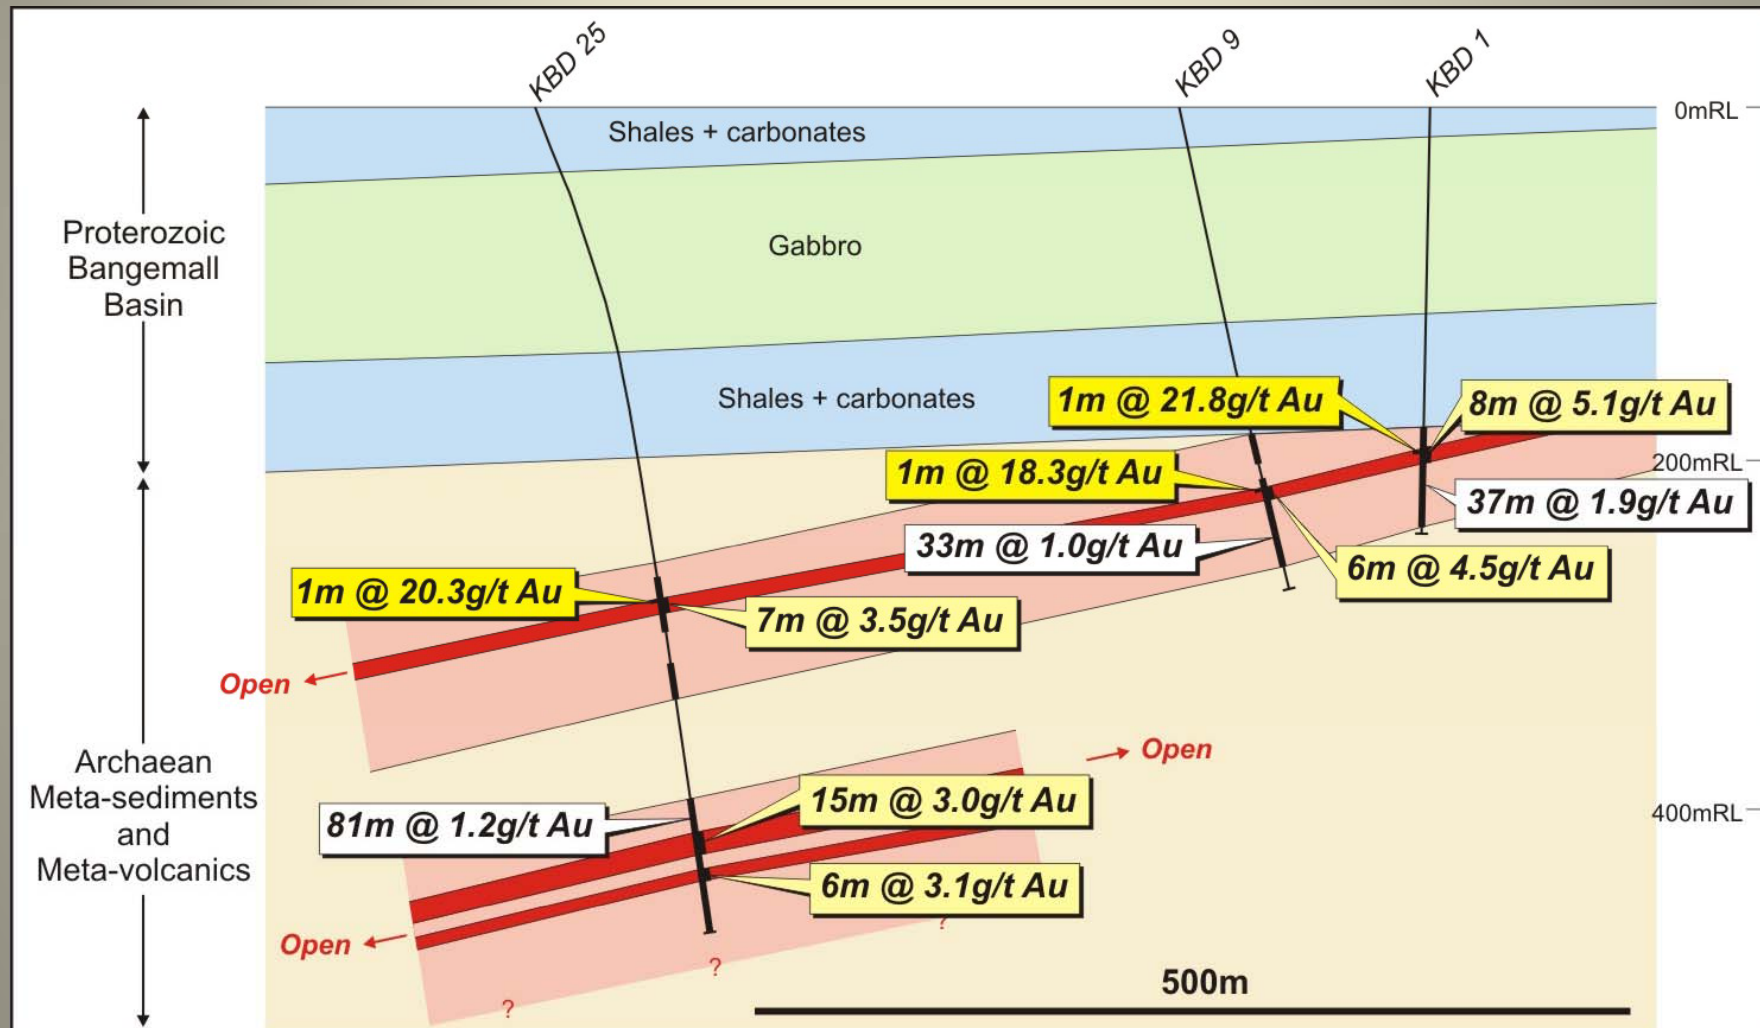 KBD 25
KBD 9
KBD 1
0mRL
Shales + carbonates
Proterozoic
Bangemall
Basin
Gabbro
Shales + carbonates
1m @ 21.8g/t Au
8m @ 5.1g/t Au
200mRL
1m @ 18.3g/t Au
37m @ 1.9g/t Au
33m @ 1.0g/t Au
6m @ 4.5g/t Au
1m @ 20.3g/t Au
7m @ 3.5g/t Au
Open
Open
Archaean
Meta-sediments
and
Meta-volcanics
15m @ 3.0g/t Au
400mRL
81m @ 1.2g/t Au
6m @ 3.1g/t Au
Open
?
?
?
500m